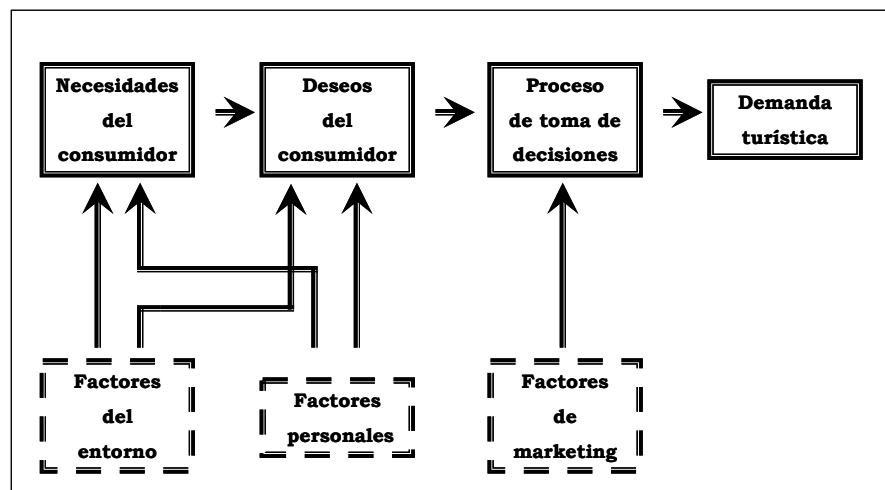 Necesidades
del
consumidor
Deseos
del
consumidor
Proceso
de toma de
decisiones
Demanda
turística
Factores
del
entorno
Factores
personales
Factores
de
marketing